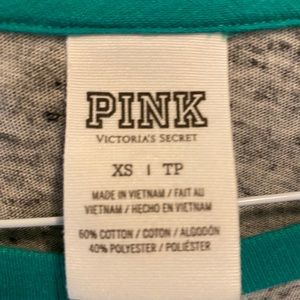 PINK
VICTORIA'S SECRET
XS | TP
MADE IN VIETNAM / FAIT AU
VIETNAM / HECHO EN VIETNAM
60% COTTON / COTON / ALGODÓN
40% POLYESTER / POLIÉSTER